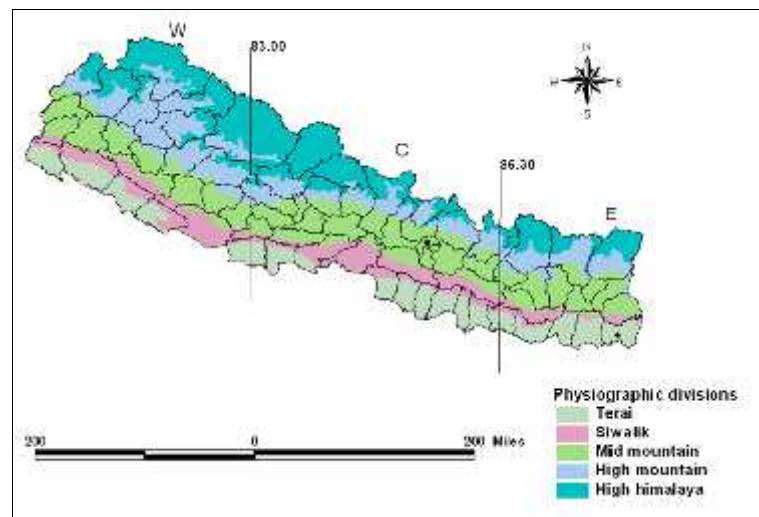 W
83.00
N
W
E
S
C
86.30
E
Physiographic divisions
Terai
Siwalik
Mid mountain
High mountain
High himalaya
200
0
200 Miles